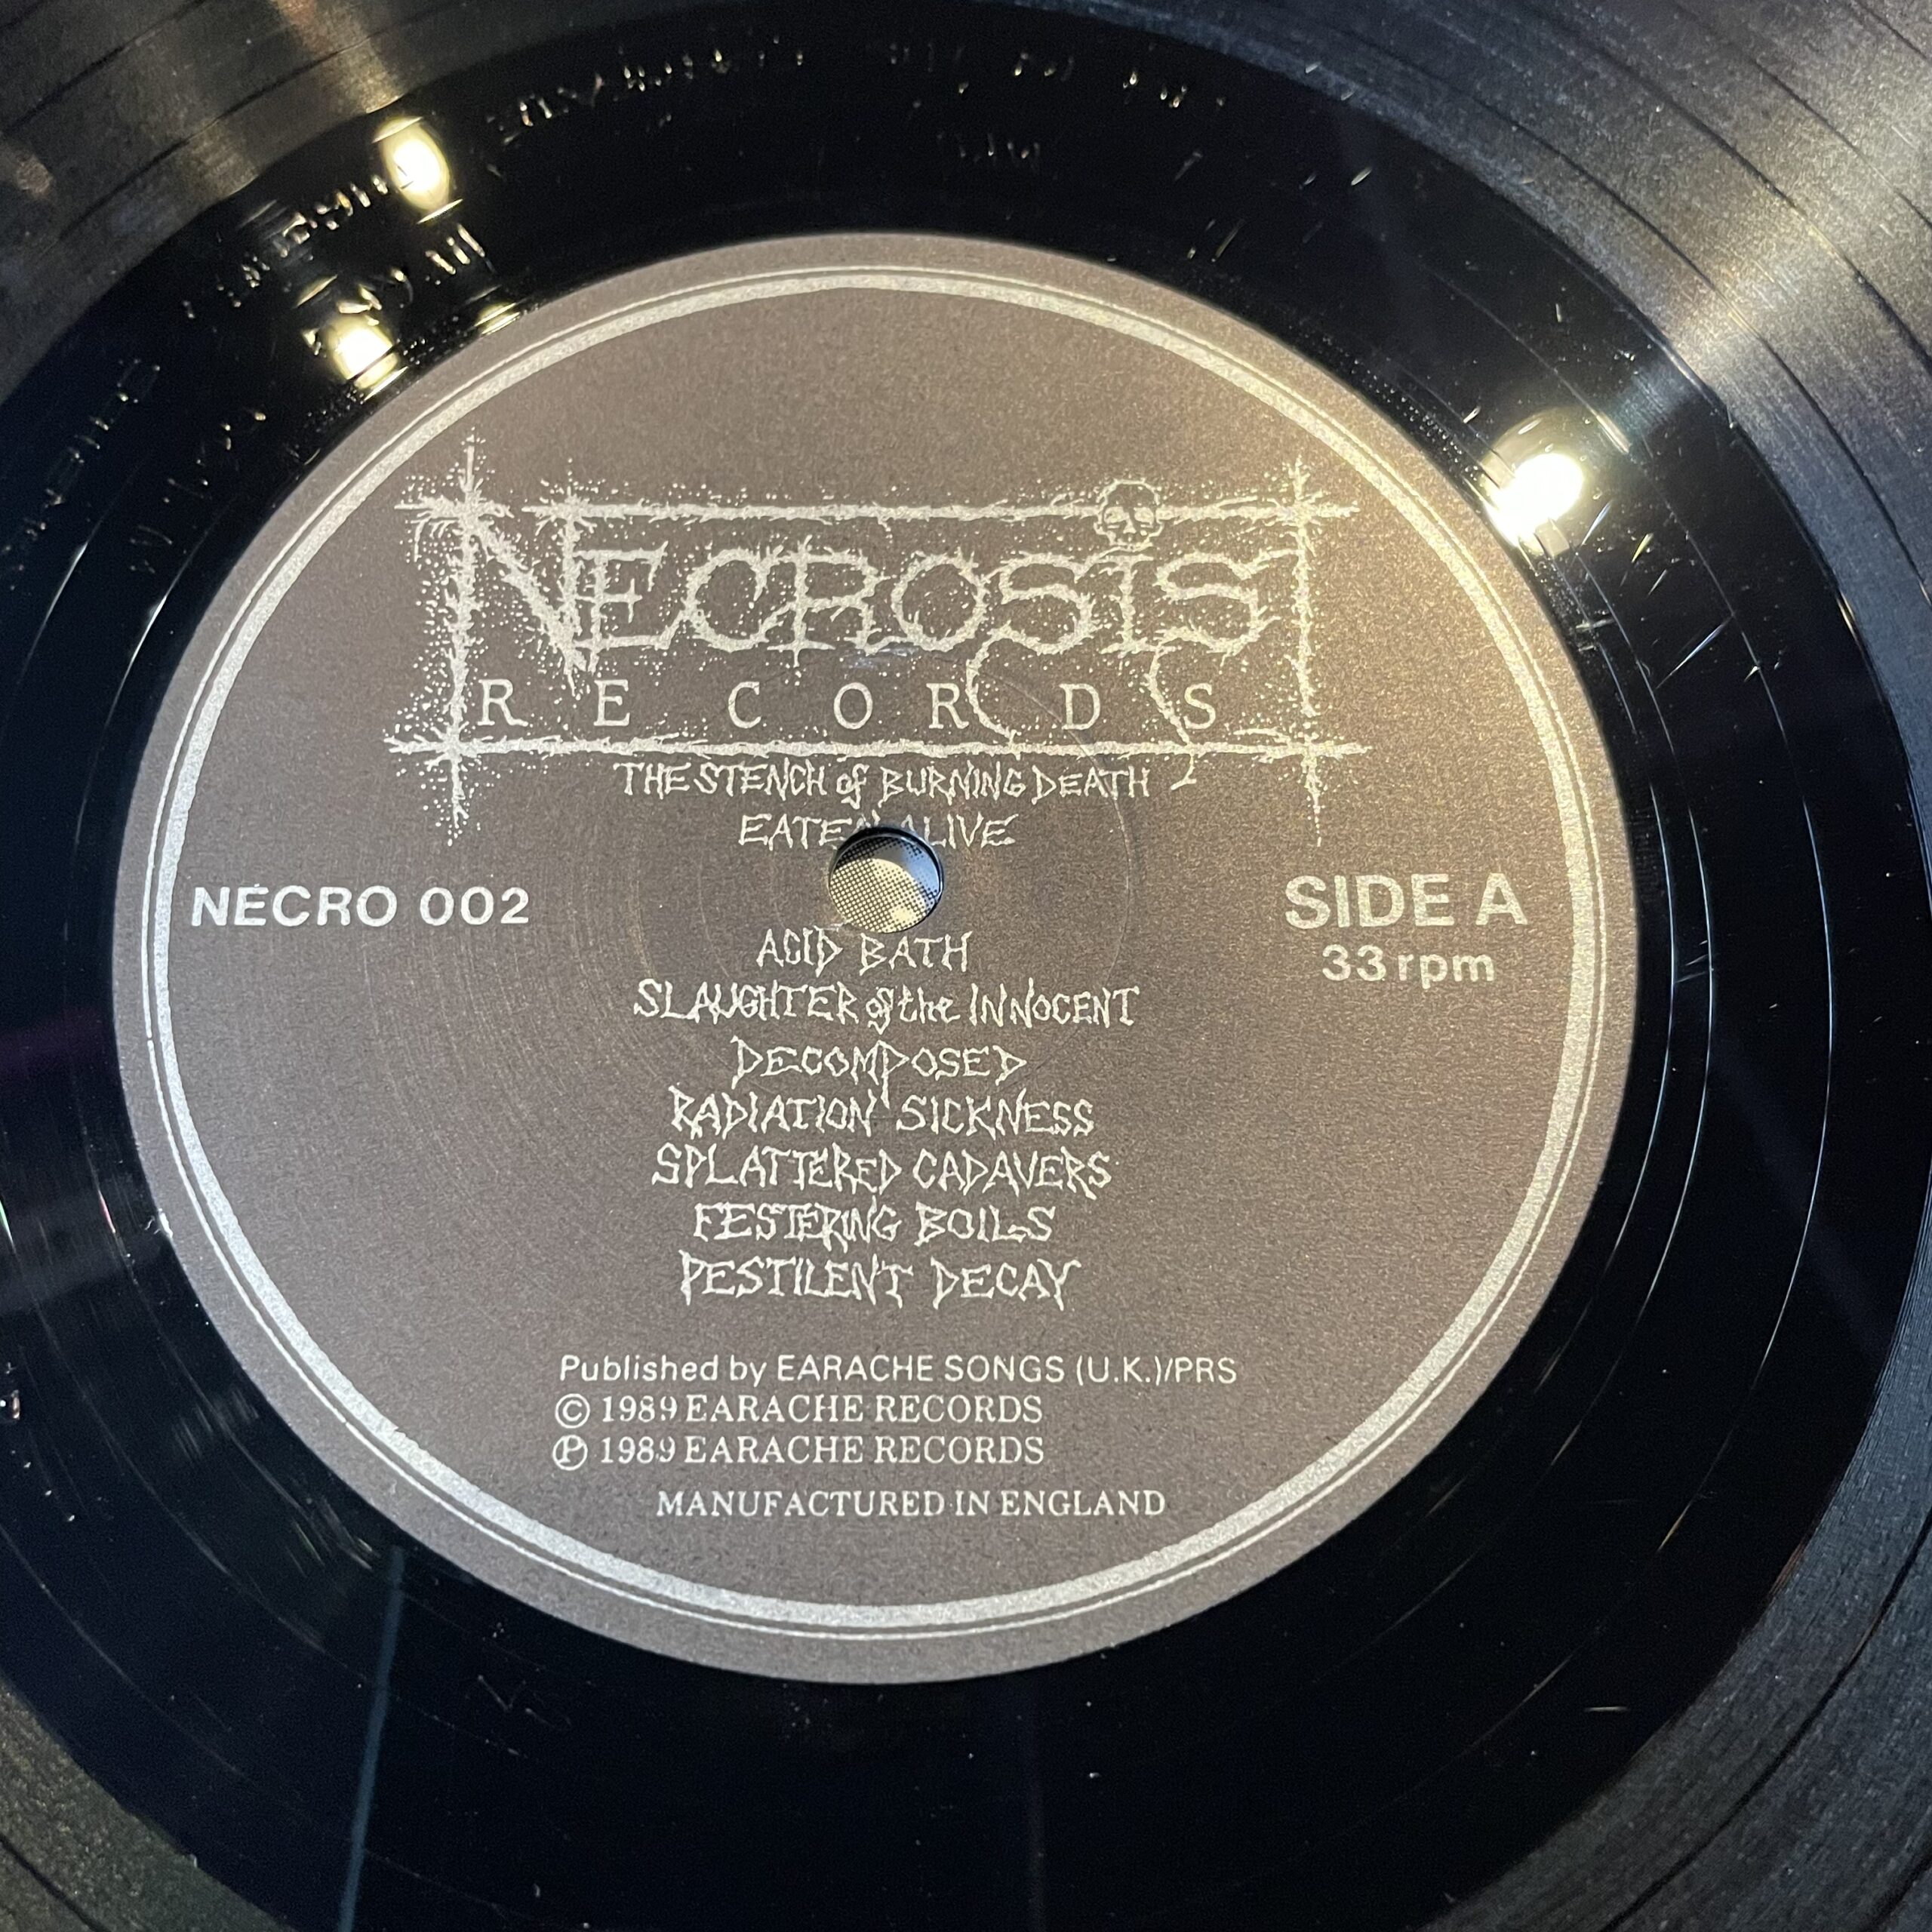 NECROSIS
RECORDS
THE STENCH of BURNING DEATH
EATEN ALIVE
NECRO 002
SIDE A
33 rpm
ACID BATH
SLAUGHTER of the INNOCENT
DECOMPOSED
RADIATION SICKNESS
SPLATTERED CADAVERS
FESTERING BOILS
PESTILENT DECAY
Published by EARACHE SONGS (U.K.)/PRS
© 1989 EARACHE RECORDS
℗ 1989 EARACHE RECORDS
MANUFACTURED IN ENGLAND